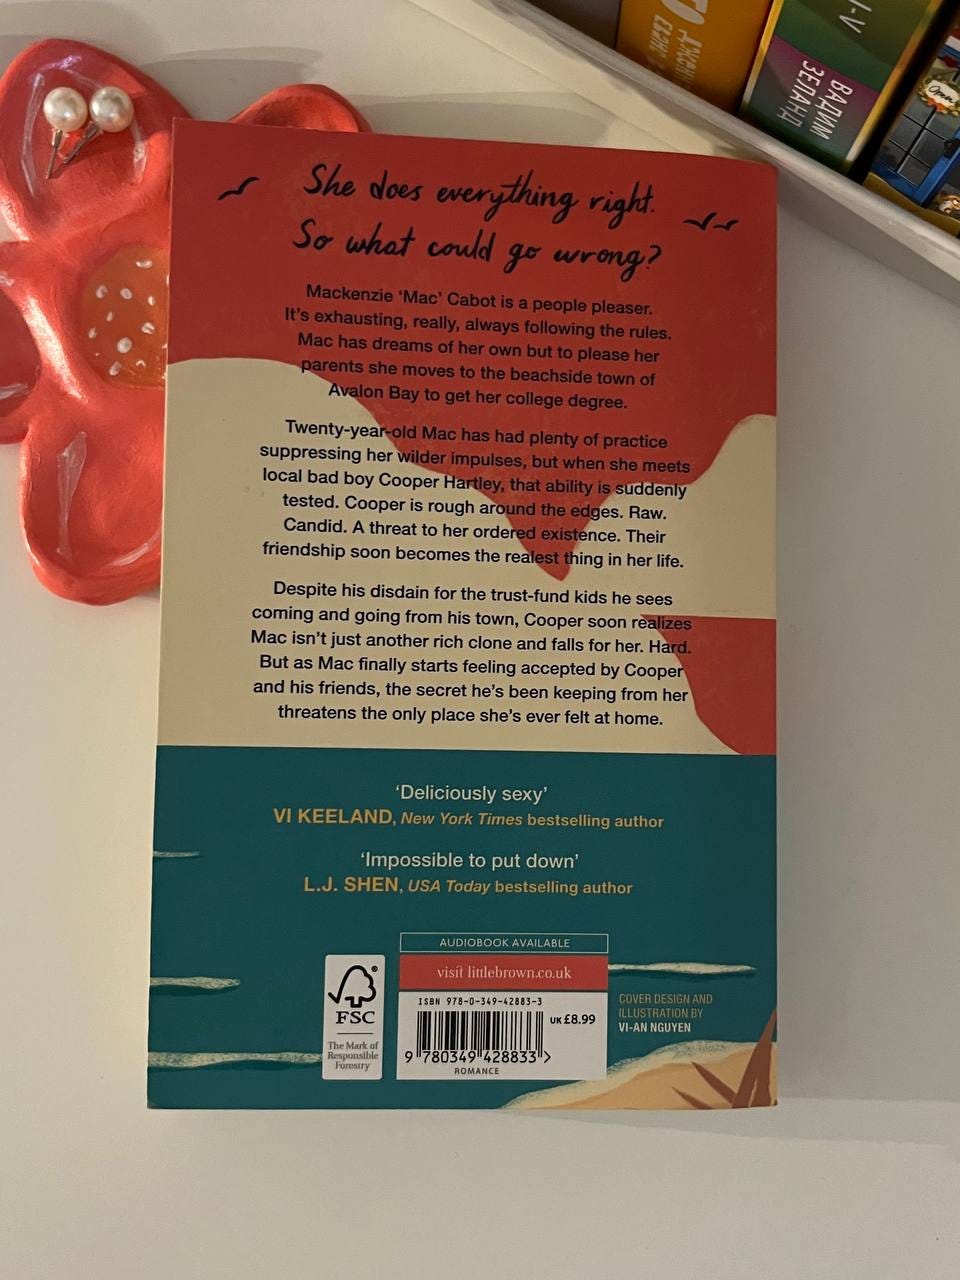 She does everything right.
So what could go wrong?
Mackenzie ‘Mac’ Cabot is a people pleaser.
It’s exhausting, really, always following the rules.
Mac has dreams of her own but to please her
parents she moves to the beachside town of
Avalon Bay to get her college degree.
Twenty-year-old Mac has had plenty of practice
suppressing her wilder impulses, but when she meets
local bad boy Cooper Hartley, that ability is suddenly
tested. Cooper is rough around the edges. Raw.
Candid. A threat to her ordered existence. Their
friendship soon becomes the realest thing in her life.
Despite his disdain for the trust-fund kids he sees
coming and going from his town, Cooper soon realizes
Mac isn’t just another rich clone and falls for her. Hard.
But as Mac finally starts feeling accepted by Cooper
and his friends, the secret he’s been keeping from her
threatens the only place she’s ever felt at home.
‘Deliciously sexy’
VI KEELAND, New York Times bestselling author
‘Impossible to put down’
L.J. SHEN, USA Today bestselling author
AUDIOBOOK AVAILABLE
visit littlebrown.co.uk
ISBN 978-0-349-42883-3
UK £8.99
9 780349 428833 >
ROMANCE
FSC
The Mark of
Responsible
Forestry
COVER DESIGN AND
ILLUSTRATION BY
VI-AN NGUYEN
ВАДИМ
ЗЕЛАНД
I-V